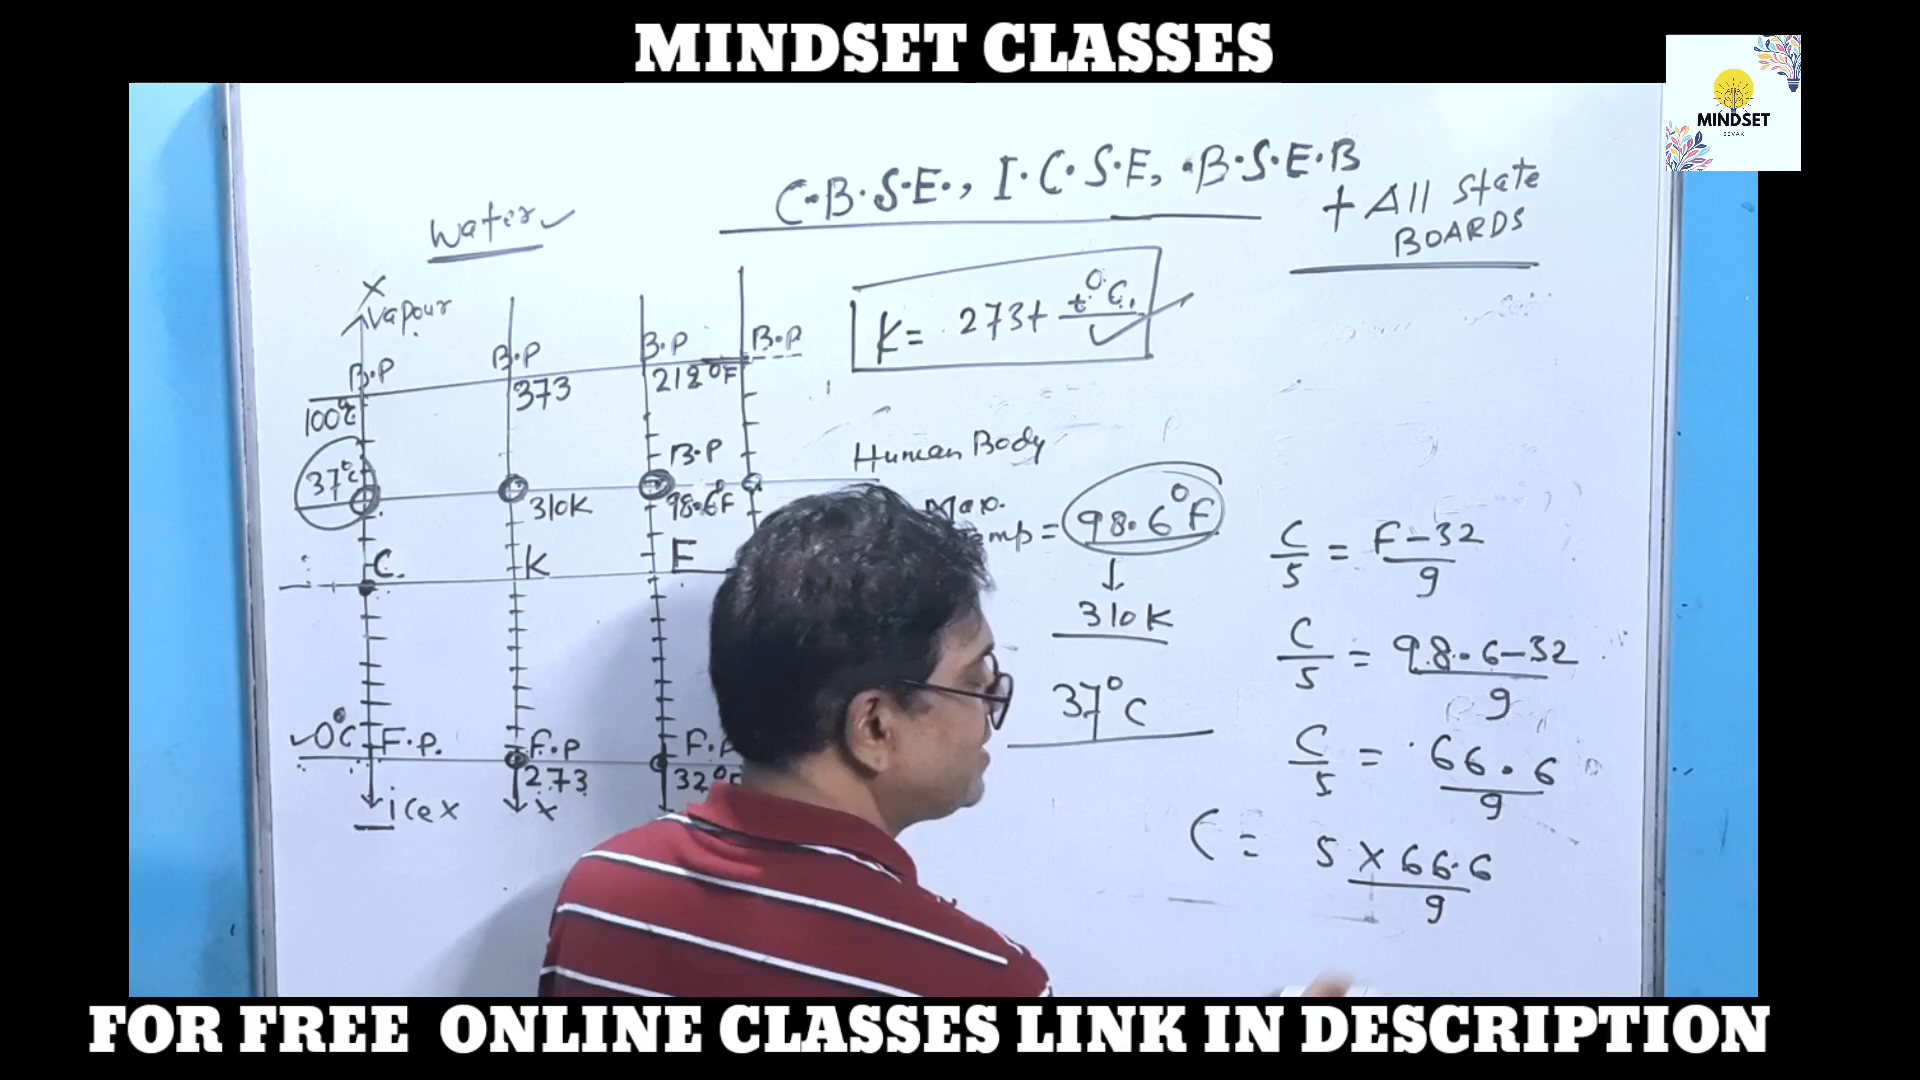 MINDSET CLASSES
MINDSET
SEVAK
C.B.S.E., I.C.S.E, .B.S.E.B
+ All State
BOARDS
Water ✓
X
Vapour
B.P
B.P
B.P
B.P
100°C
373
212°F
K = 273 + t°C.
37°C
310K
B.P
98.6°F
Human Body
Max.
Temp = 98.6°F
↓
310K
37°C
C.
K
F
✓0°C
F.P.
F.P
273
F.P
32°F
ice x
x
C/5 = F-32/9
C/5 = 98.6-32/9
C/5 = 66.6/9
C = 5 X 66.6/9
FOR FREE ONLINE CLASSES LINK IN DESCRIPTION